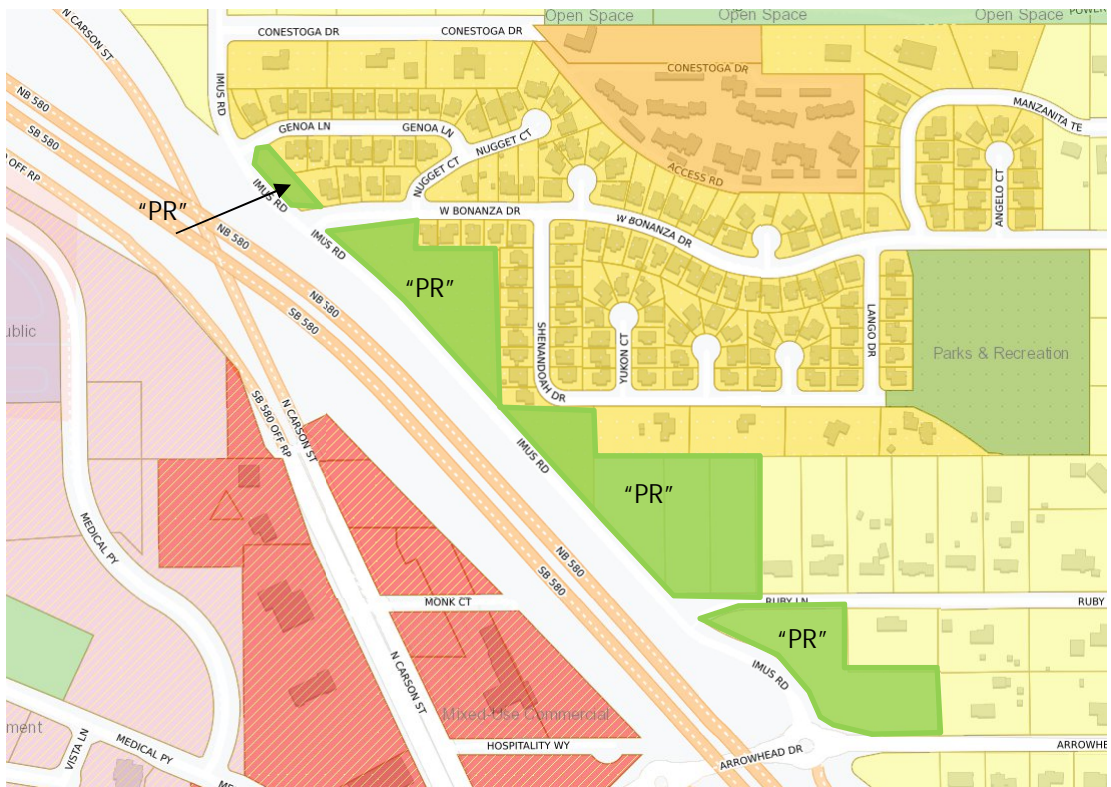 Open Space
Open Space
Open Space
POWER
N CARSON ST
CONESTOGA DR
CONESTOGA DR
IMUS RD
CONESTOGA DR
NB 580
SB 580
OFF RP
GENOA LN
GENOA LN
NUGGET CT
NUGGET CT
MANZANITA TE
ACCESS RD
ANGELO CT
IMUS RD
"PR"
NB 580
W BONANZA DR
W BONANZA DR
IMUS RD
"PR"
NB 580
SB 580
ublic
SHENANDOAH DR
YUKON CT
LANGO DR
Parks & Recreation
SB 580 OFF RP
N CARSON ST
IMUS RD
"PR"
MEDICAL PY
NB 580
SB 580
MONK CT
RUBY LN
RUBY
"PR"
N CARSON ST
IMUS RD
Mixed-Use Commercial
ment
VISTA LN
MEDICAL PY
HOSPITALITY WY
ARROWHEAD DR
ARROWHE
ME